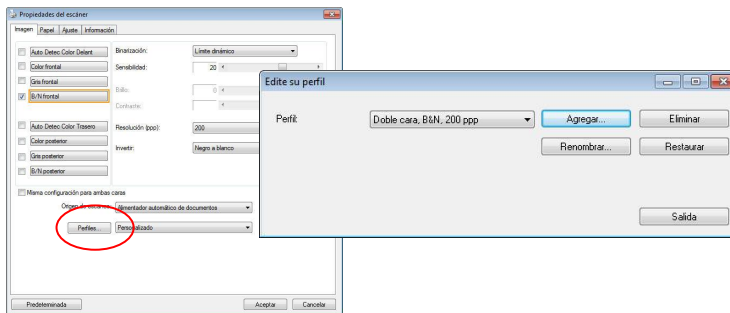 Propiedades del escáner
Imagen Papel Ajuste Información
Auto Detec Color Delant Binarización: Límite dinámico
Color frontal Sensibilidad: 20
Gris frontal
B/N frontal Brillo: 0
Contraste:
Auto Detec Color Trasero Resolución (ppp): 200
Color posterior Invertir: Negro a blanco
Gris posterior
B/N posterior
Misma configuración para ambas caras
Origen de escaneo: Alimentador automático de documentos
Perfiles... Personalizado
Predeterminada Aceptar Cancelar
Edite su perfil
Perfil: Doble cara, B&N, 200 ppp Agregar... Eliminar
Renombrar... Restaurar
Salida